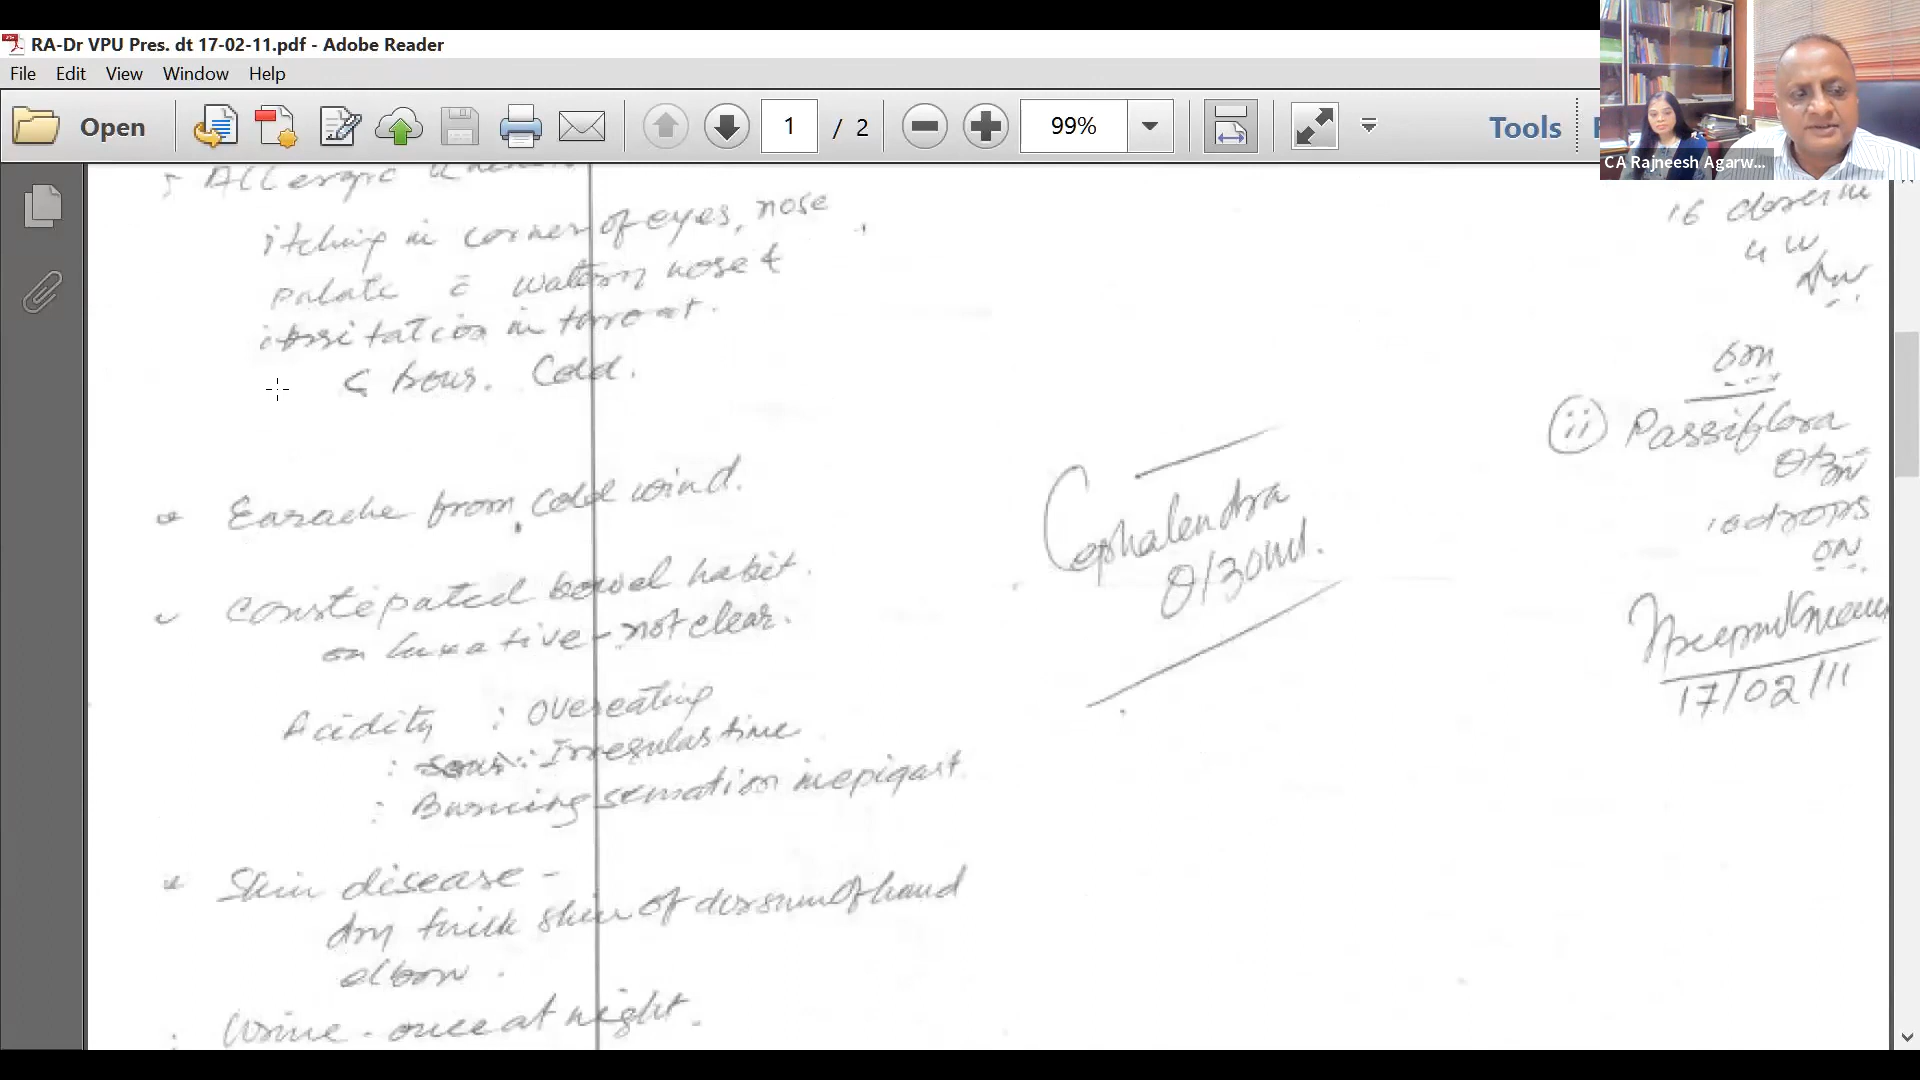 RA-Dr VPU Pres. dt 17-02-11.pdf - Adobe Reader
File Edit View Window Help
Open
1 / 2
99%
Tools
CA Rajneesh Agarw...
Allergic
itching in corner of eyes, nose
palate c̄ watery nose &
irritation in throat.
< Cold.
Earache from cold wind.
Constipated bowel habit.
on laxative - not clear.
Acidity : Overeating
: Irregular time
: Burning sensation in epigast.
* Skin disease -
dry thick skin of dorsum of hand
elbow.
Urine - once at night.
Cephalendra
θ/30ml.
16 doses
4 W
(ii) Passiflora
10 drops
ON
17/02/11